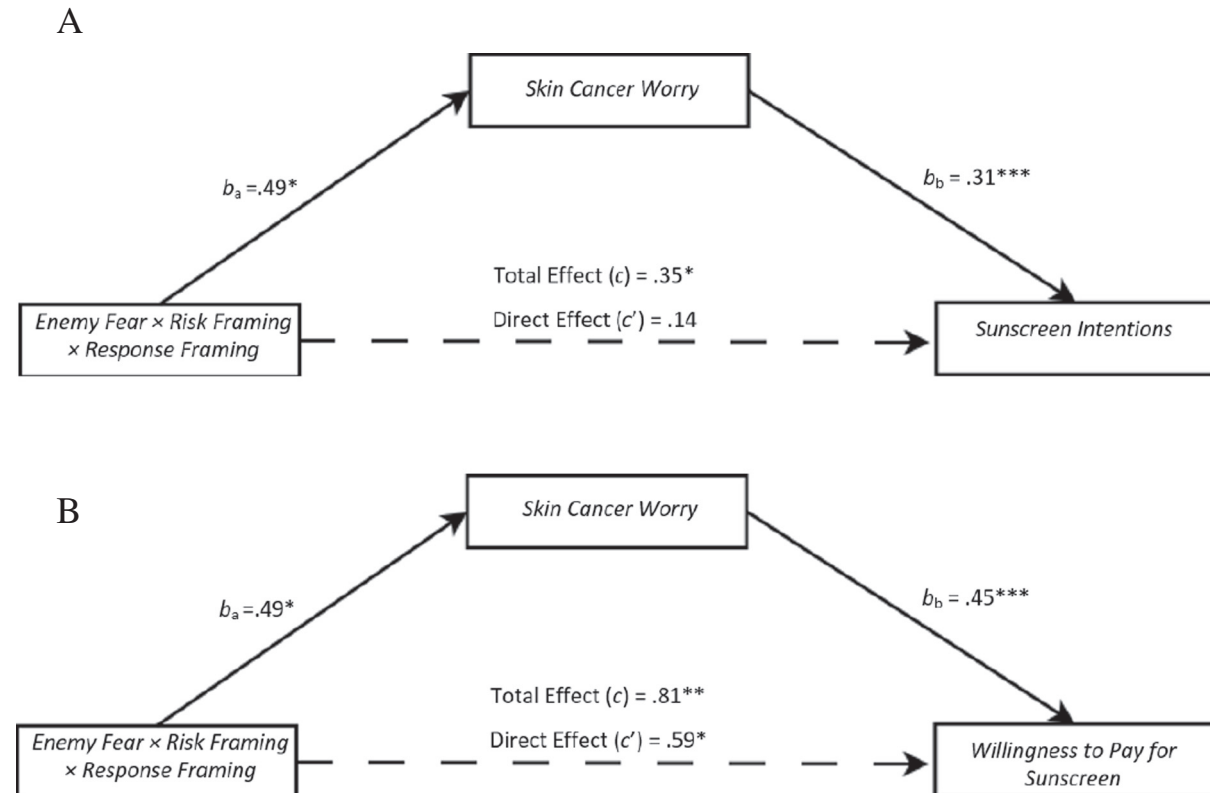 A
Skin Cancer Worry
bₐ =.49*
b_b = .31***
Total Effect (c) = .35*
Direct Effect (c') = .14
Enemy Fear × Risk Framing
× Response Framing
Sunscreen Intentions
B
Skin Cancer Worry
bₐ =.49*
b_b = .45***
Total Effect (c) = .81**
Direct Effect (c') = .59*
Enemy Fear × Risk Framing
× Response Framing
Willingness to Pay for
Sunscreen